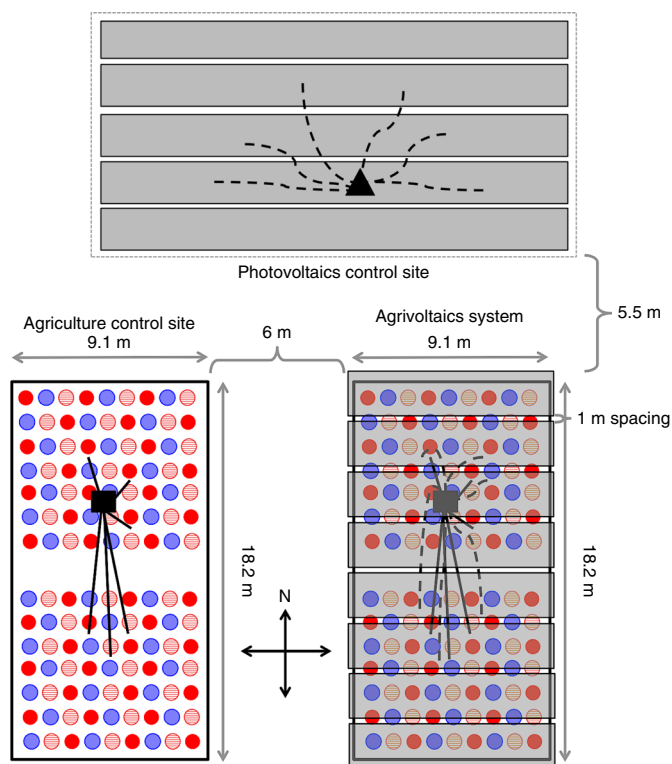 Photovoltaics control site
5.5 m
Agriculture control site
9.1 m
6 m
Agrivoltaics system
9.1 m
1 m spacing
18.2 m
N
18.2 m